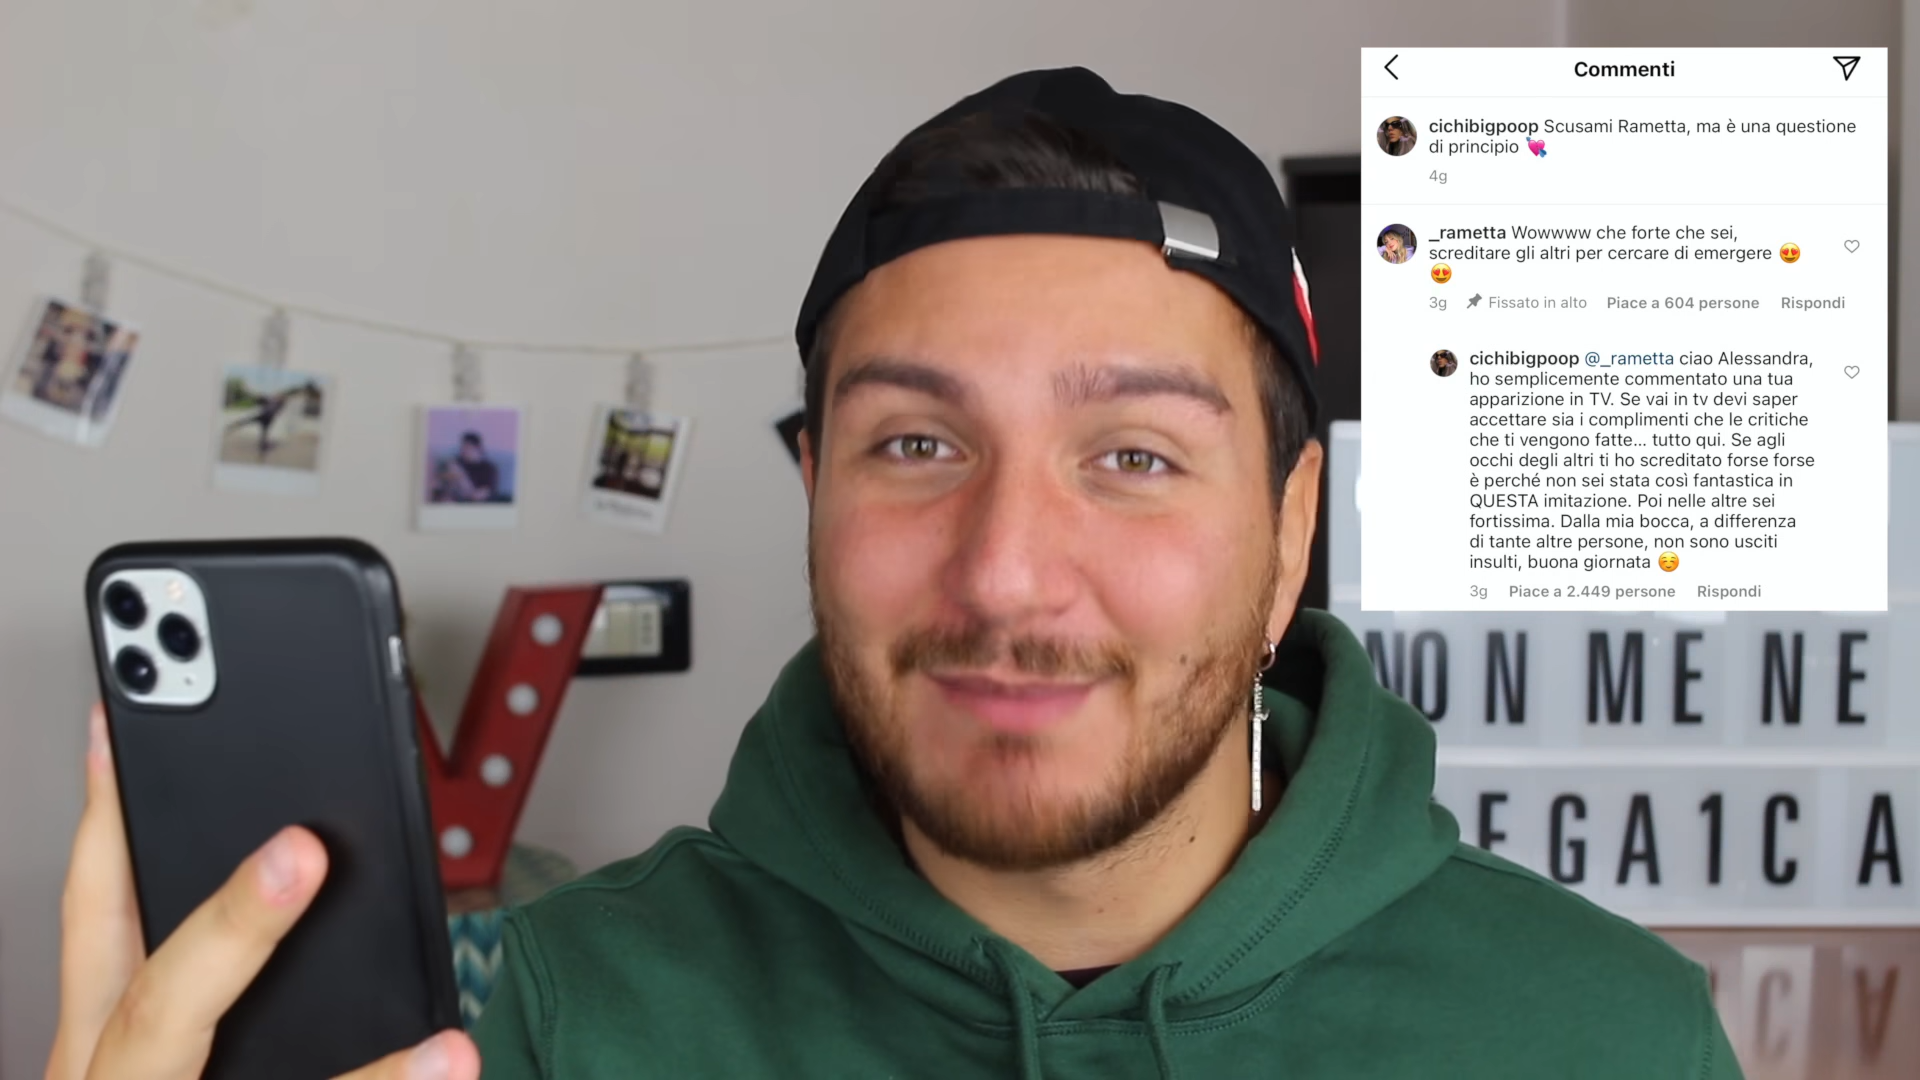 Commenti
cichibigpoop Scusami Rametta, ma è una questione
di principio 💘
4g
_rametta Wowwww che forte che sei,
screditare gli altri per cercare di emergere 😍
😍
3g Fissato in alto Piace a 604 persone Rispondi
cichibigpoop @_rametta ciao Alessandra,
ho semplicemente commentato una tua
apparizione in TV. Se vai in tv devi saper
accettare sia i complimenti che le critiche
che ti vengono fatte... tutto qui. Se agli
occhi degli altri ti ho screditato forse forse
è perché non sei stata così fantastica in
QUESTA imitazione. Poi nelle altre sei
fortissima. Dalla mia bocca, a differenza
di tante altre persone, non sono usciti
insulti, buona giornata ☺️
3g Piace a 2.449 persone Rispondi
NON ME NE
FGA1CA